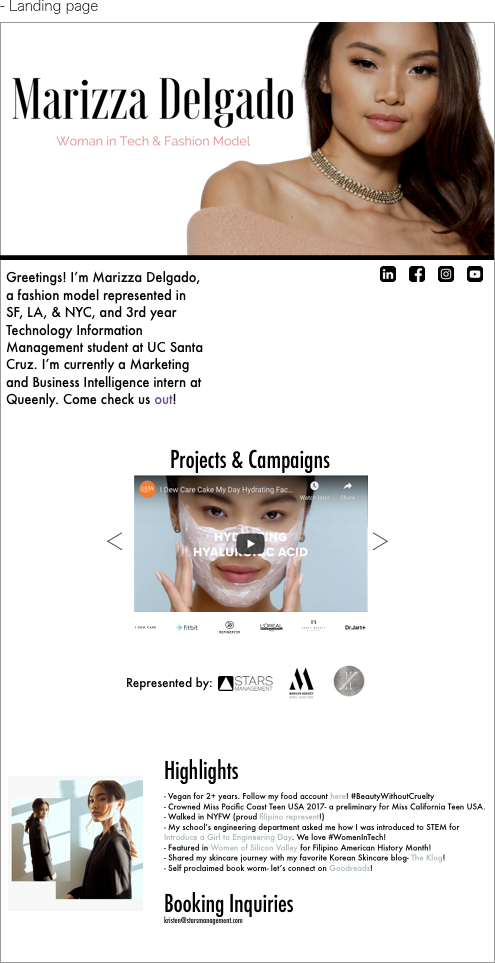 - Landing page
Marizza Delgado
Woman in Tech & Fashion Model
Greetings! I'm Marizza Delgado,
a fashion model represented in
SF, LA, & NYC, and 3rd year
Technology Information
Management student at UC Santa
Cruz. I'm currently a Marketing
and Business Intelligence intern at
Queenly. Come check us out!
Projects & Campaigns
I Dew Care Cake My Day Hydrating Fac...
Watch later
Share
HYALURONIC ACID
I DEW CARE
fitbit
REFINERY29
L'ORÉAL
Dr.Jart+
Represented by:
STARS
MANAGEMENT
Highlights
- Vegan for 2+ years. Follow my food account here! #BeautyWithoutCruelty
- Crowned Miss Pacific Coast Teen USA 2017- a preliminar for Miss California Teen USA.
- Walked in NYFW (proud filipino represent!!)
- My school's engineering department asked me how I was introduced to STEM for
Introduce a Girl to Engineering Day. We love #WomenInTech!
- Featured in Women of Silicon Valley for Filipino American History Month!
- Shared my skincare journey with my favorite Korean Skincare blog- The Klog!
- Self proclaimed book worm- let's connect on Goodreads!
Booking Inquiries
kristen@starsmanagement.com